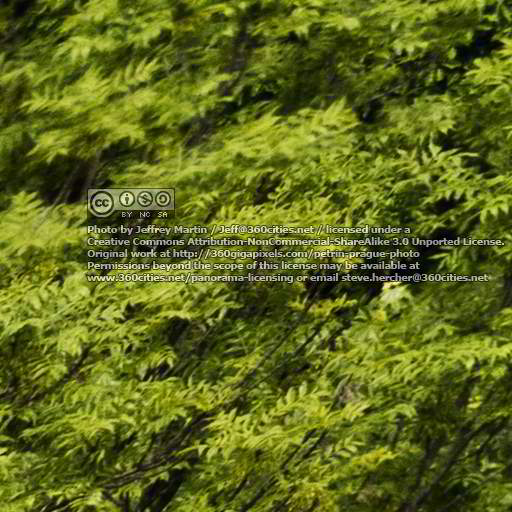 cc BY NC SA
Photo by Jeffrey Martin / Jeff@360cities.net / licensed under a
Creative Commons Attribution-NonCommercial-ShareAlike 3.0 Unported License.
Original work at http://360gigapixels.com/petrin-prague-photo
Permissions beyond the scope of this license may be available at
www.360cities.net/panorama-licensing or email steve.hercher@360cities.net